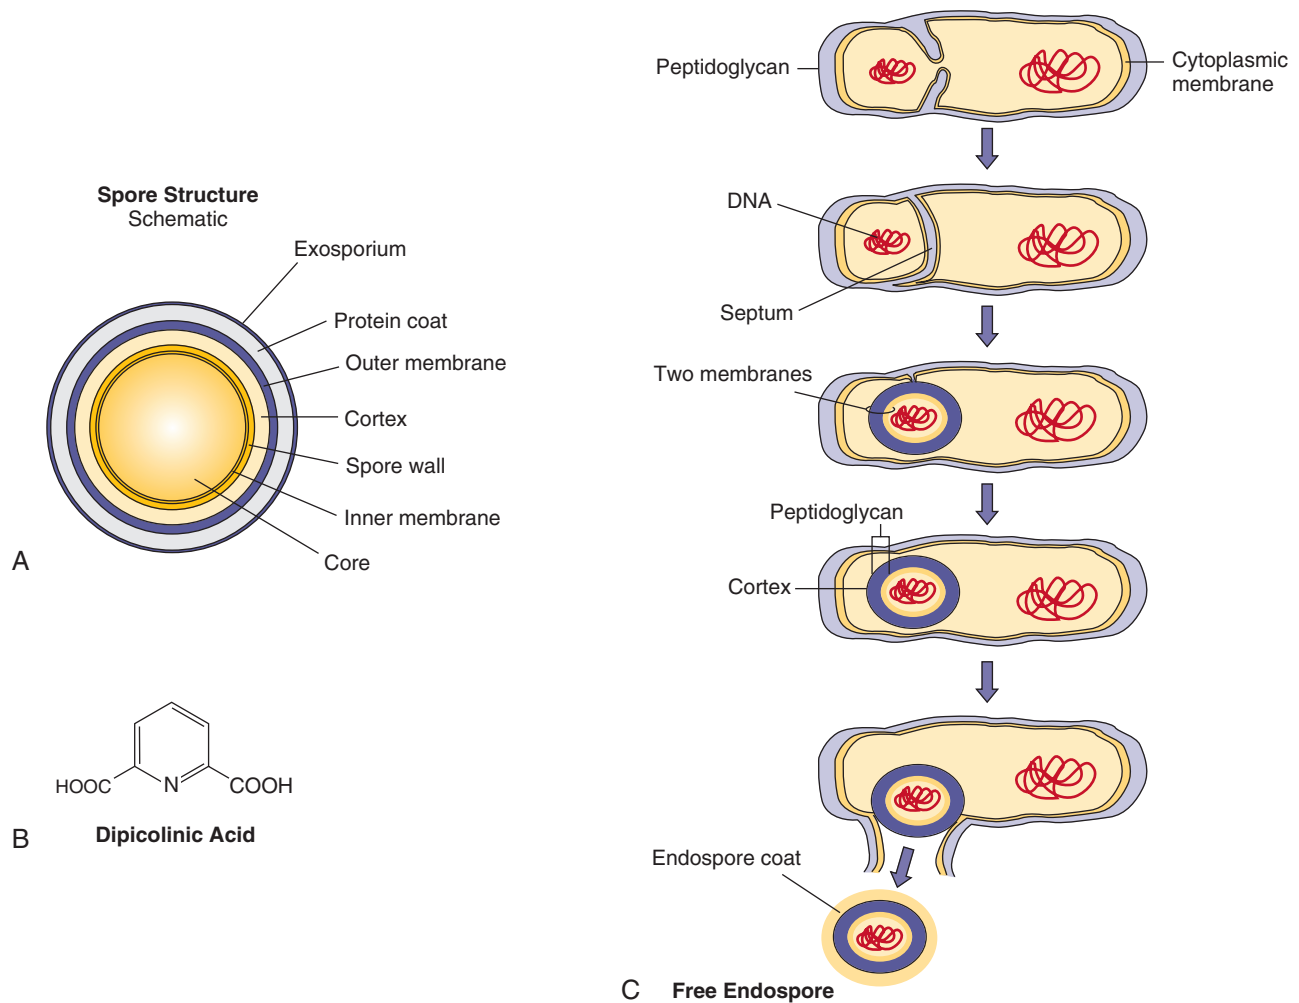 Spore Structure
Schematic
Exosporium
Protein coat
Outer membrane
Cortex
Spore wall
Inner membrane
Core
A
HOOC
N
COOH
B
Dipicolinic Acid
Peptidoglycan
Cytoplasmic
membrane
DNA
Septum
Two membranes
Peptidoglycan
Cortex
Endospore coat
C
Free Endospore